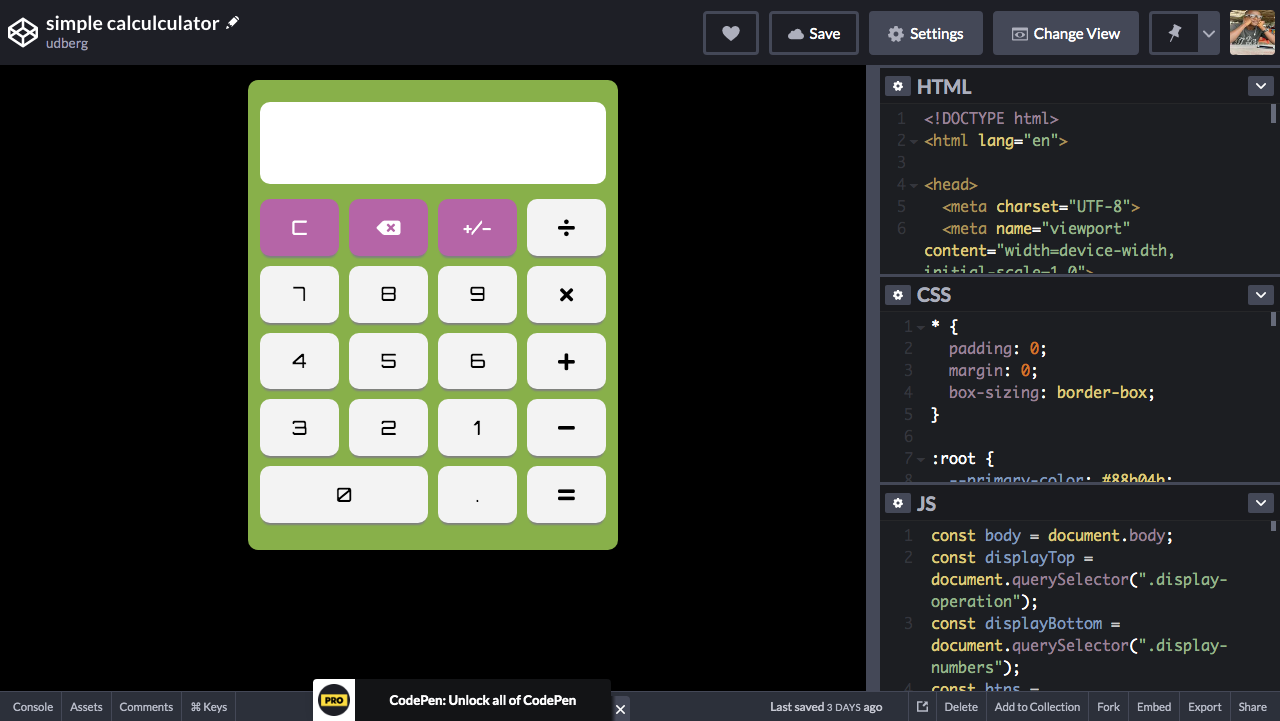 simple calculculator
udberg
Save
Settings
Change View
C
+/−
÷
7
8
9
×
4
5
6
+
3
2
1
−
0
.
=
HTML
1 <!DOCTYPE html>
2 <html lang="en">
3
4 <head>
5 <meta charset="UTF-8">
6 <meta name="viewport"
content="width=device-width,
initial-scale=1.0">
CSS
1 * {
2 padding: 0;
3 margin: 0;
4 box-sizing: border-box;
5 }
6
7 :root {
8 --primary-color: #88b04b;
JS
1 const body = document.body;
2 const displayTop =
document.querySelector(".display-
operation");
3 const displayBottom =
document.querySelector(".display-
numbers");
4 const btns =
Console
Assets
Comments
⌘ Keys
PRO
CodePen: Unlock all of CodePen
Last saved 3 DAYS ago
Delete
Add to Collection
Fork
Embed
Export
Share